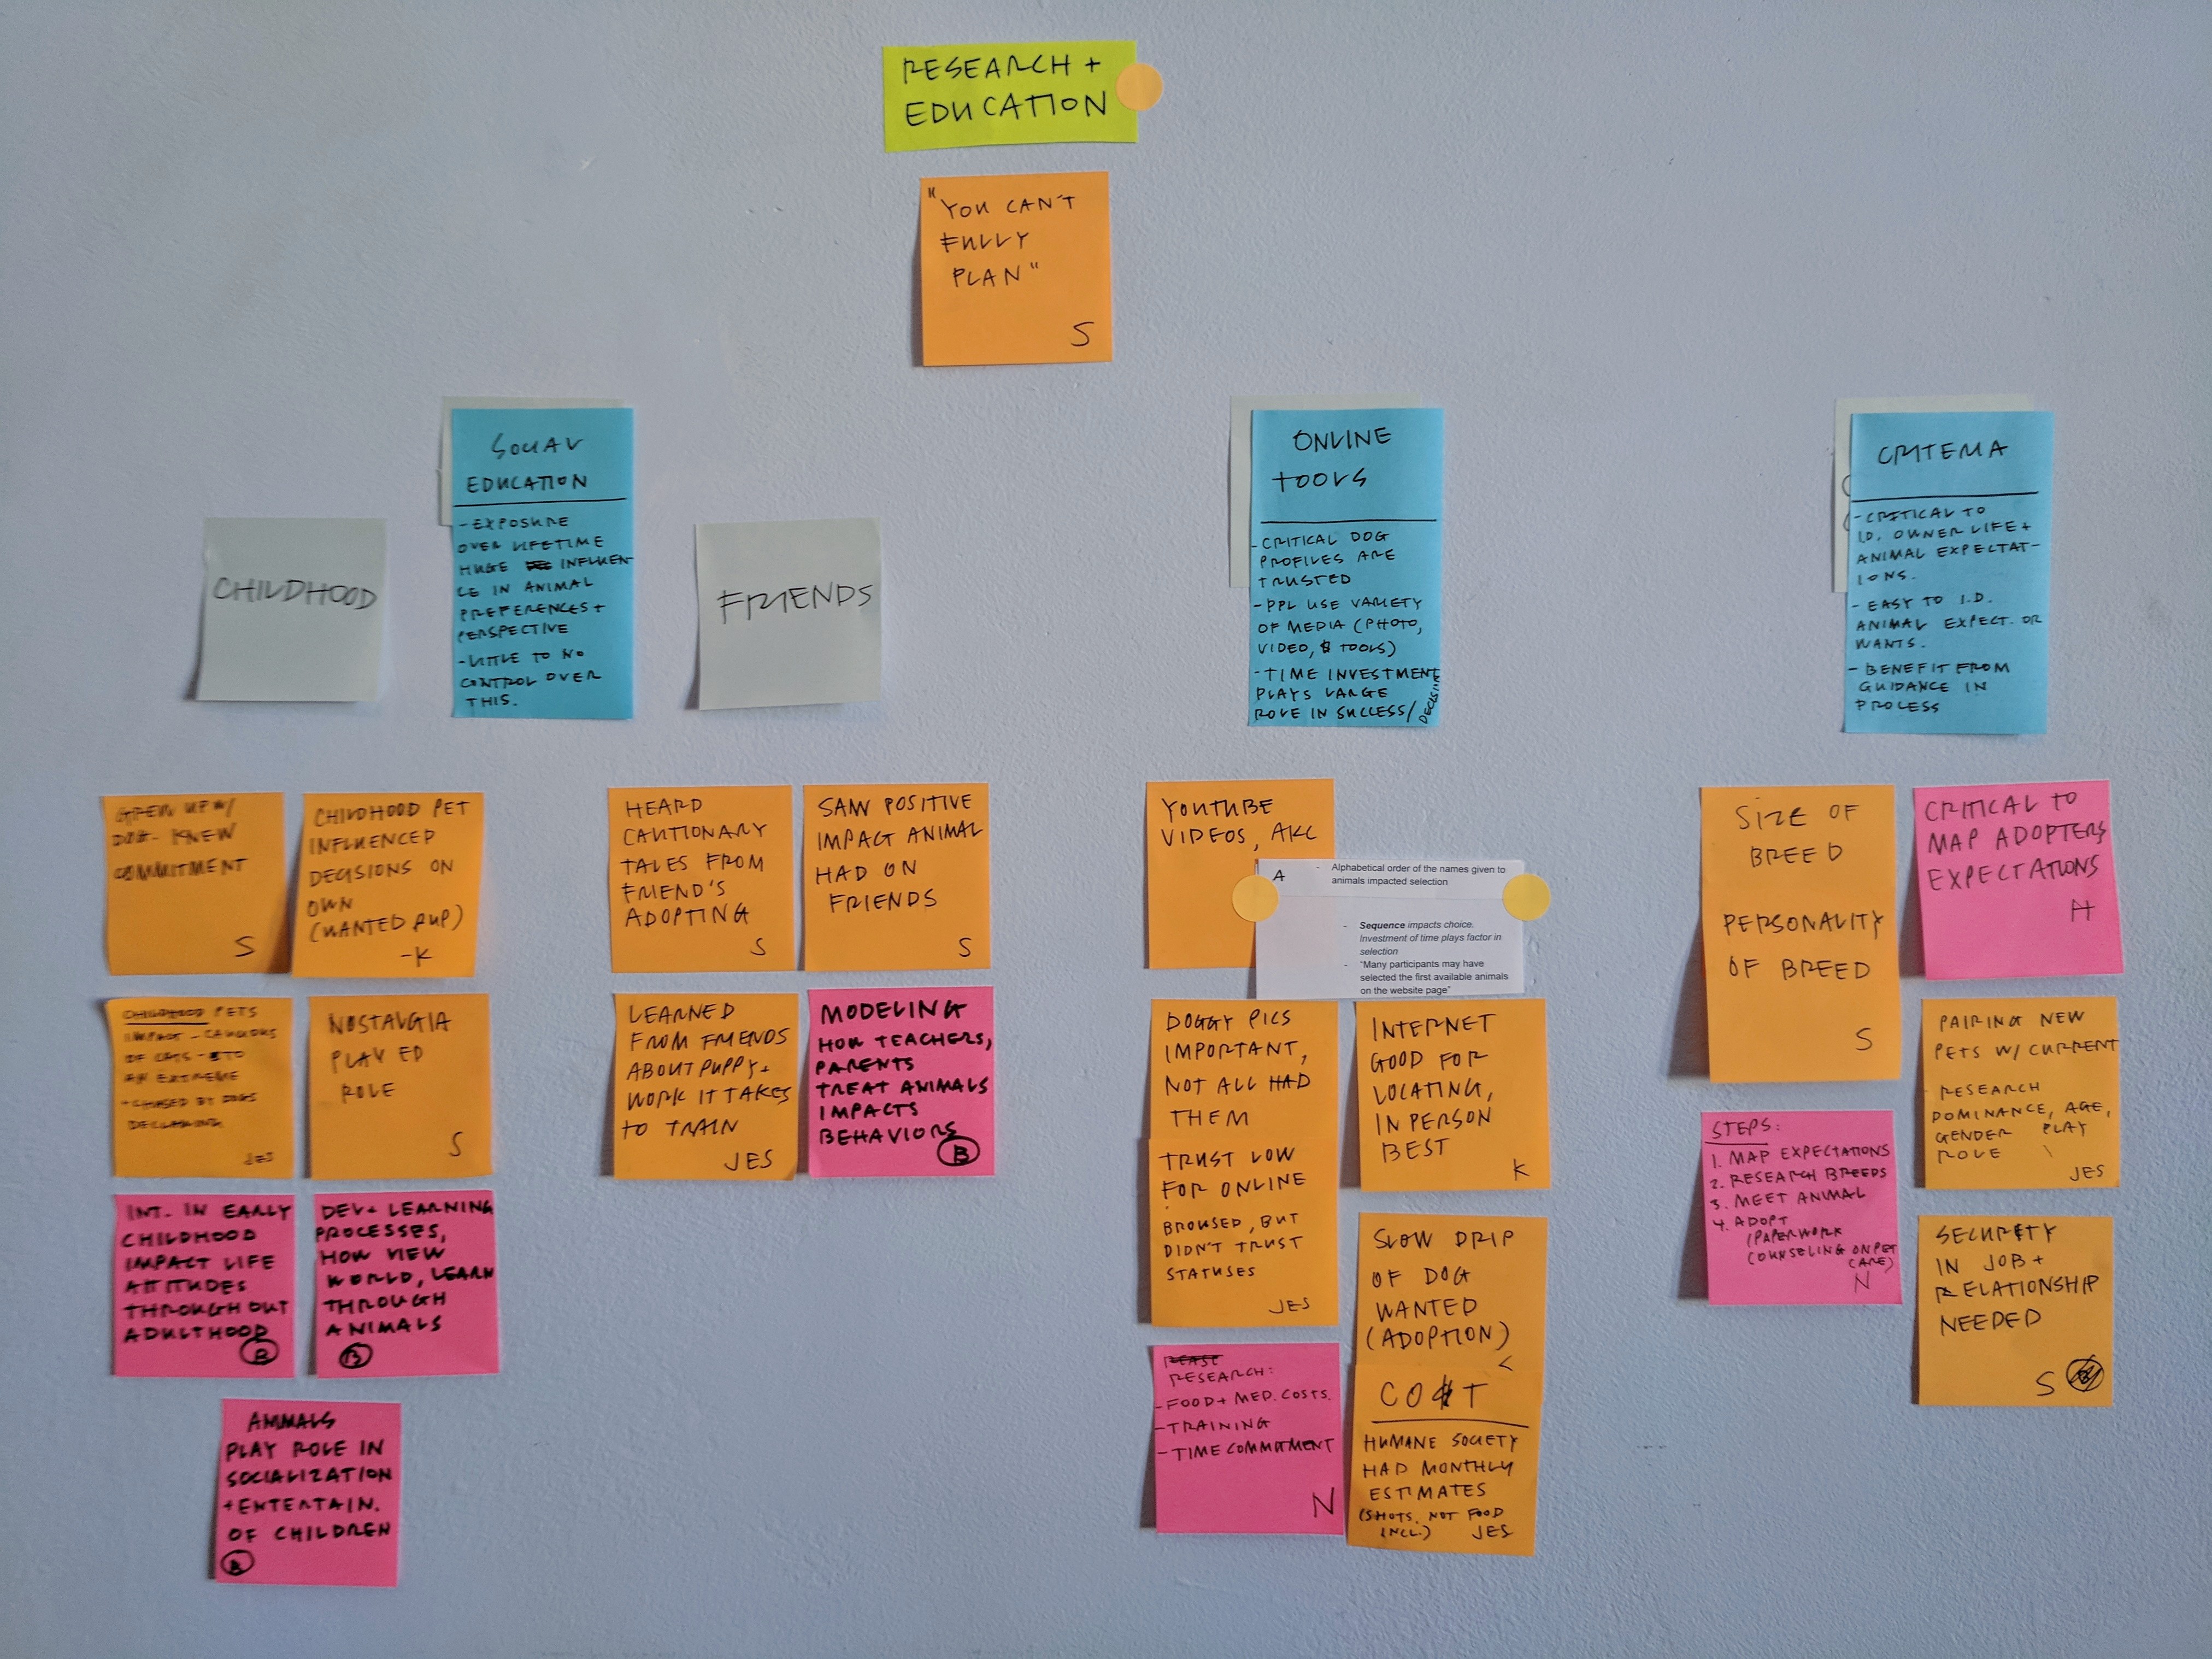 RESEARCH +
EDUCATION
"YOU CAN'T
FULLY
PLAN"
S
SOCIAL
EDUCATION
- EXPOSURE
OVER LIFETIME
HUGE INFLUEN
CE IN ANIMAL
PREFERENCES +
PERSPECTIVE
- LITTLE TO NO
CONTROL OVER
THIS.
CHILDHOOD
FRIENDS
GREW UP W/
DOG - KNEW
COMMITMENT
S
CHILDHOOD PET
INFLUENCED
DECISIONS ON
OWN
(WANTED PUP)
- K
CHILDHOOD PETS
IMPACT - CAUTIOUS
OF CATS - TO
AN EXTREME
+ CHASED BY DOGS
DECLAWING
JES
NOSTALGIA
PLAYED
ROLE
S
INT. IN EARLY
CHILDHOOD
IMPACT LIFE
ATTITUDES
THROUGHOUT
ADULTHOOD
B
DEV + LEARNING
PROCESSES,
HOW VIEW
WORLD, LEARN
THROUGH
ANIMALS
B
ANIMALS
PLAY ROLE IN
SOCIALIZATION
+ ENTERTAIN.
OF CHILDREN
B
HEARD
CAUTIONARY
TALES FROM
FRIEND'S
ADOPTING
S
SAW POSITIVE
IMPACT ANIMAL
HAD ON
FRIENDS
S
LEARNED
FROM FRIENDS
ABOUT PUPPY +
WORK IT TAKES
TO TRAIN
JES
MODELING
HOW TEACHERS,
PARENTS
TREAT ANIMALS
IMPACTS
BEHAVIORS
B
ONLINE
TOOLS
- CRITICAL DOG
PROFILES ARE
TRUSTED
- PPL USE VARIETY
OF MEDIA (PHOTO,
VIDEO, & TOOLS)
- TIME INVESTMENT
PLAYS LARGE
ROLE IN SUCCESS/
YOUTUBE
VIDEOS, AKC
A
- Alphabetical order of the names given to
animals impacted selection
- Sequence impacts choice.
Investment of time plays factor in
selection
- "Many participants may have
selected the first available animals
on the website page"
DOGGY PICS
IMPORTANT,
NOT ALL HAD
THEM
TRUST LOW
FOR ONLINE
BROWSED, BUT
DIDN'T TRUST
STATUSES
JES
INTERNET
GOOD FOR
LOCATING,
IN PERSON
BEST
K
SLOW DRIP
OF DOG
WANTED
(ADOPTION)
RESEARCH:
- FOOD + MED. COSTS.
- TRAINING
- TIME COMMITMENT
N
CO$T
HUMANE SOCIETY
HAD MONTHLY
ESTIMATES
(SHOTS, NOT FOOD
INCL.)
JES
CRITERIA
- CRITICAL TO
I.D. OWNER LIFE +
ANIMAL EXPECTAT-
IONS.
- EASY TO I.D.
ANIMAL EXPECT. OR
WANTS.
- BENEFIT FROM
GUIDANCE IN
PROCESS
SIZE OF
BREED
PERSONALITY
OF BREED
S
CRITICAL TO
MAP ADOPTERS
EXPECTATIONS
H
PAIRING NEW
PETS W/ CURRENT
RESEARCH
DOMINANCE, AGE,
GENDER PLAY
ROLE
JES
STEPS:
1. MAP EXPECTATIONS
2. RESEARCH BREEDS
3. MEET ANIMAL
4. ADOPT
(PAPERWORK
COUNSELING ON PET
CARE)
N
SECURITY
IN JOB +
RELATIONSHIP
NEEDED
S